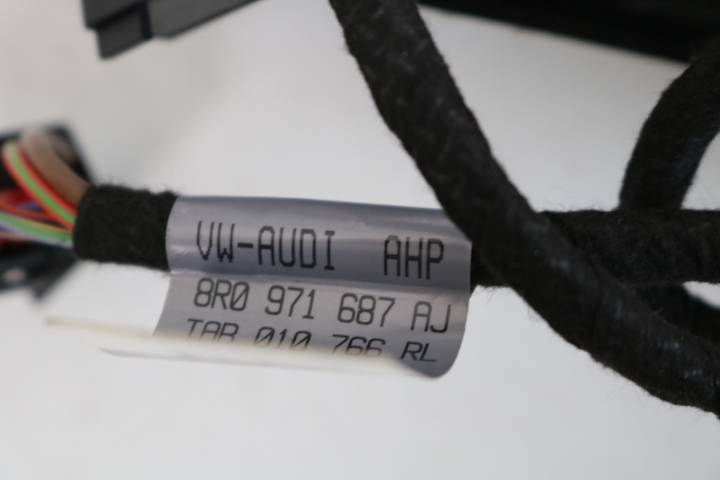 VW-AUDI AHP
8R0 971 687 AJ
TAB 010 766 RL